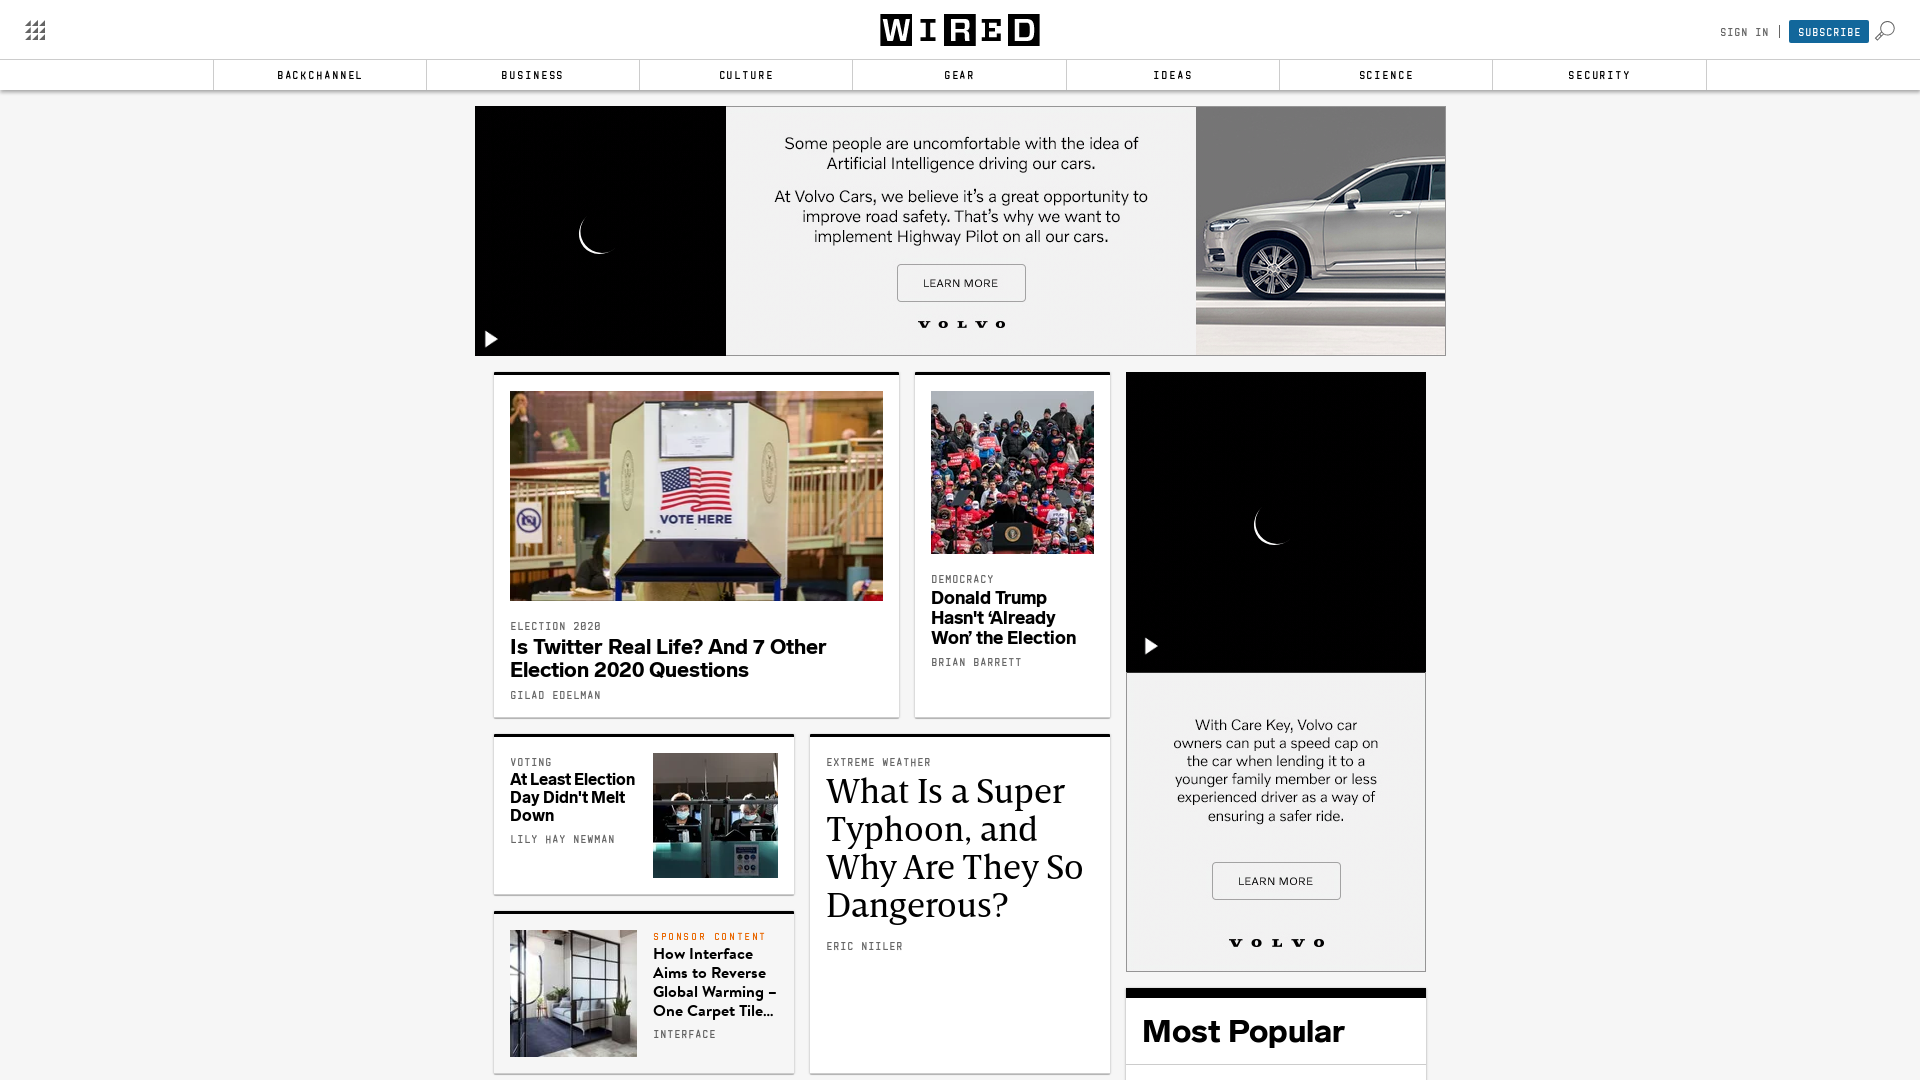 WIRED
SIGN IN
SUBSCRIBE
BACKCHANNEL
BUSINESS
CULTURE
GEAR
IDEAS
SCIENCE
SECURITY
Some people are uncomfortable with the idea of
Artificial Intelligence driving our cars.
At Volvo Cars, we believe it's a great opportunity to
improve road safety. That's why we want to
implement Highway Pilot on all our cars.
LEARN MORE
VOLVO
VOTE HERE
ELECTION 2020
Is Twitter Real Life? And 7 Other
Election 2020 Questions
GILAD EDELMAN
DEMOCRACY
Donald Trump
Hasn't ‘Already
Won’ the Election
BRIAN BARRETT
VOTING
At Least Election
Day Didn't Melt
Down
LILY HAY NEWMAN
SPONSOR CONTENT
How Interface
Aims to Reverse
Global Warming –
One Carpet Tile...
INTERFACE
EXTREME WEATHER
What Is a Super
Typhoon, and
Why Are They So
Dangerous?
ERIC NIILER
With Care Key, Volvo car
owners can put a speed cap on
the car when lending it to a
younger family member or less
experienced driver as a way of
ensuring a safer ride.
LEARN MORE
VOLVO
Most Popular